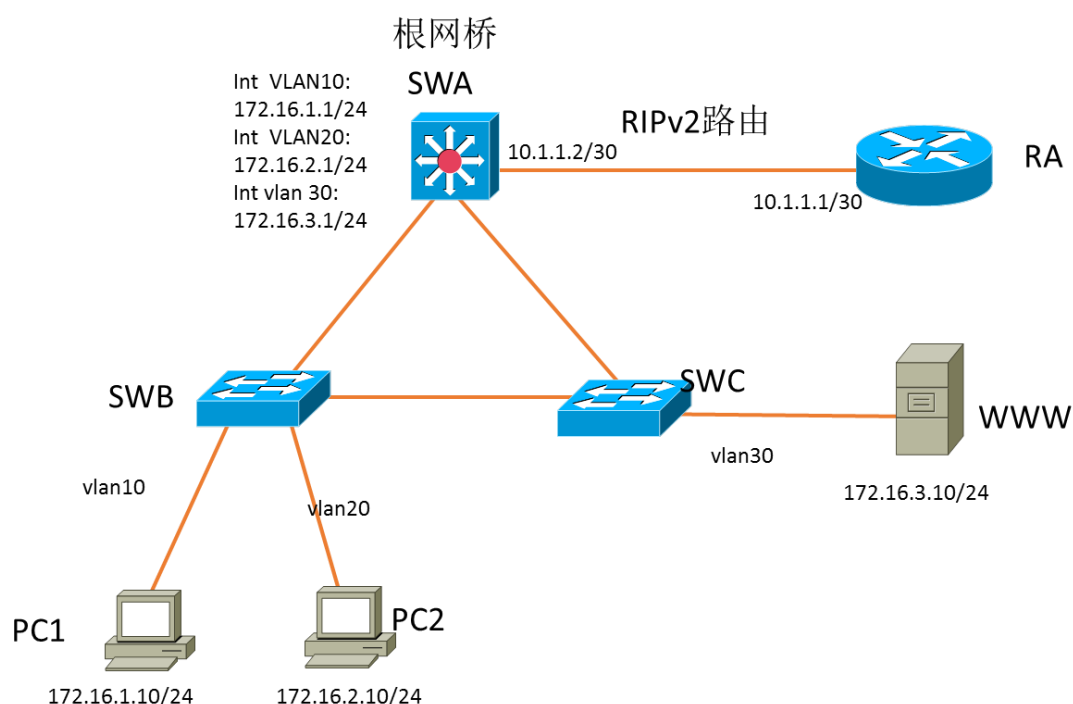 根网桥
SWA
Int VLAN10:
172.16.1.1/24
Int VLAN20:
172.16.2.1/24
Int vlan 30:
172.16.3.1/24
RIPv2路由
10.1.1.2/30
RA
10.1.1.1/30
SWB
SWC
WWW
vlan30
172.16.3.10/24
vlan10
vlan20
PC1
PC2
172.16.1.10/24
172.16.2.10/24